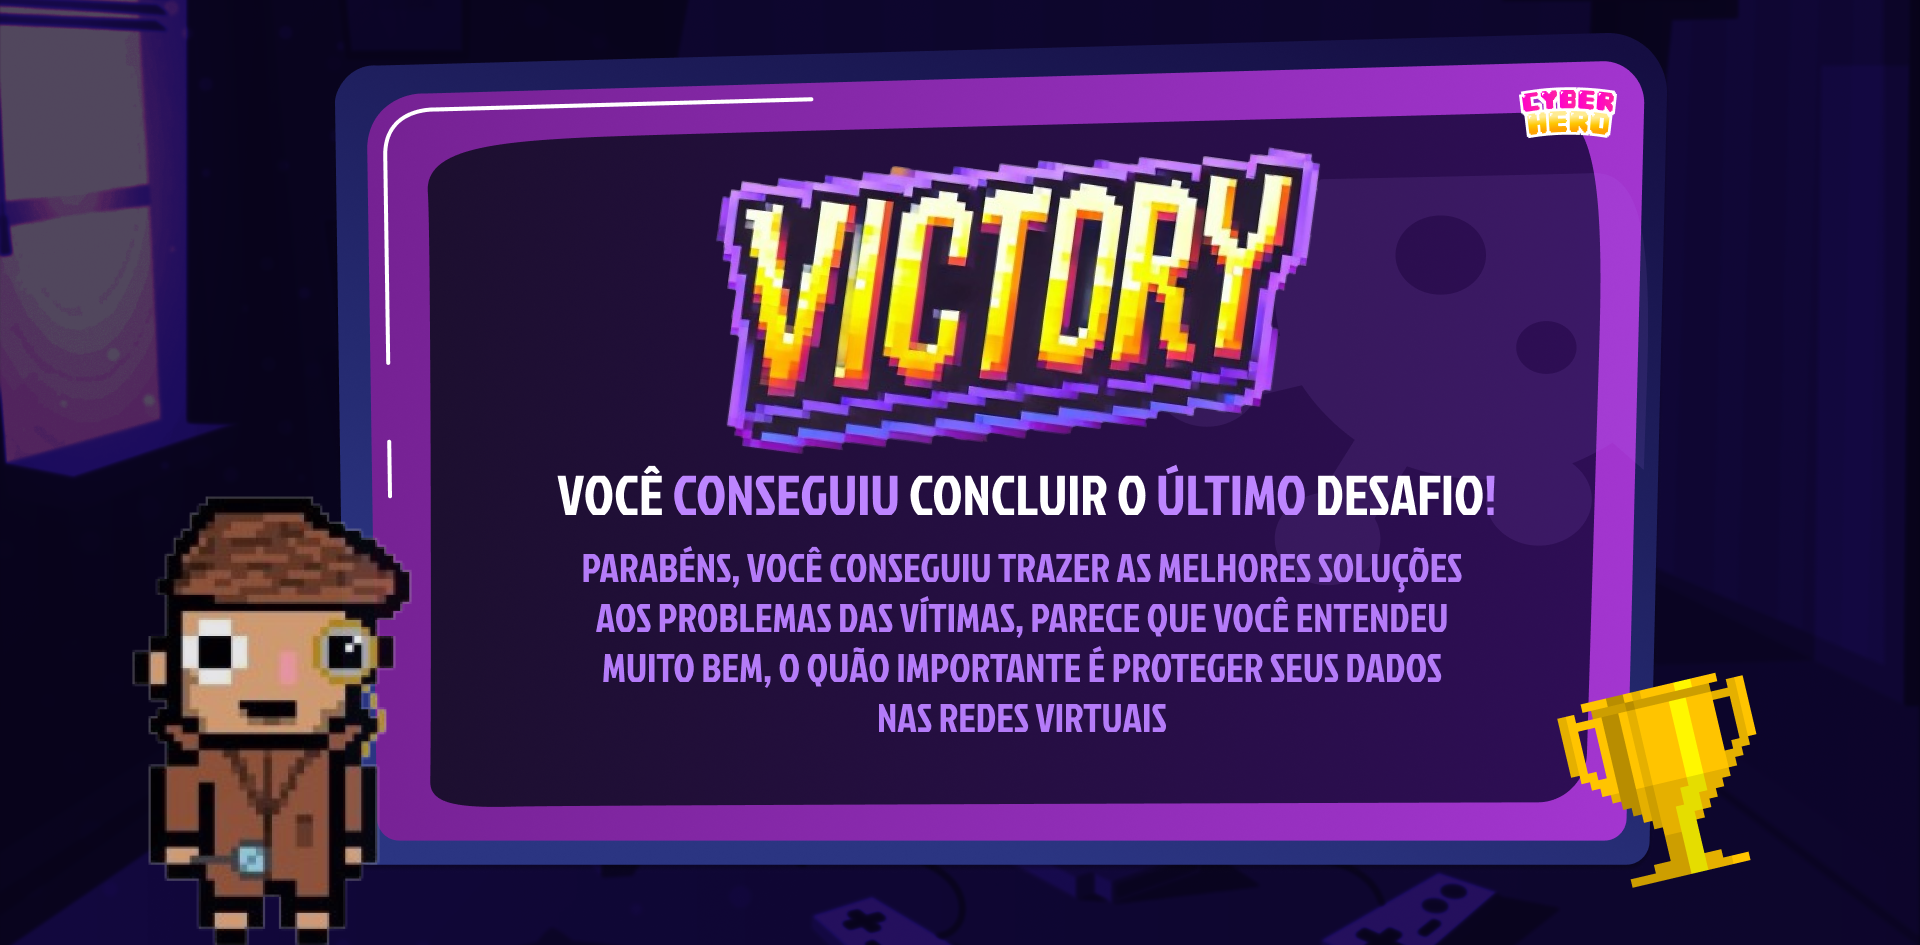 CYBER
HERO
VICTORY
VOCÊ CONSEGUIU CONCLUIR O ÚLTIMO DESAFIO!
PARABÉNS, VOCÊ CONSEGUIU TRAZER AS MELHORES SOLUÇÕES
AOS PROBLEMAS DAS VÍTIMAS, PARECE QUE VOCÊ ENTENDEU
MUITO BEM, O QUÃO IMPORTANTE É PROTEGER SEUS DADOS
NAS REDES VIRTUAIS